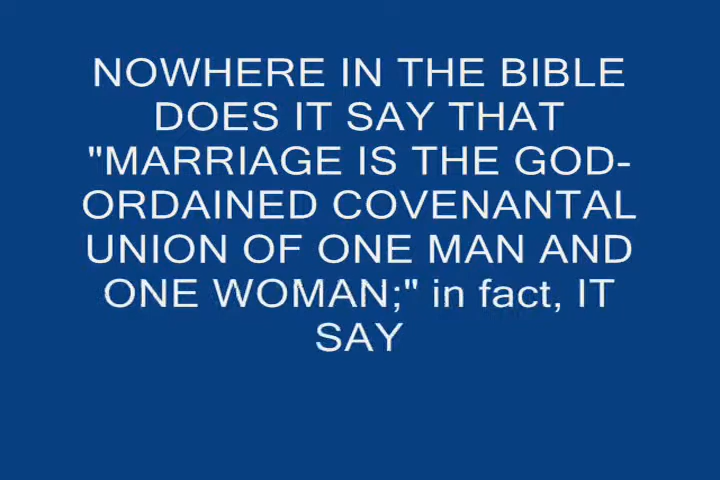 NOWHERE IN THE BIBLE
DOES IT SAY THAT
"MARRIAGE IS THE GOD-
ORDAINED COVENANTAL
UNION OF ONE MAN AND
ONE WOMAN;" in fact, IT
SAY